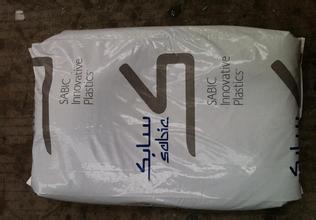 SABIC
Innovative
Plastics
سابك
sabic
SABIC
Innovative
Plastics